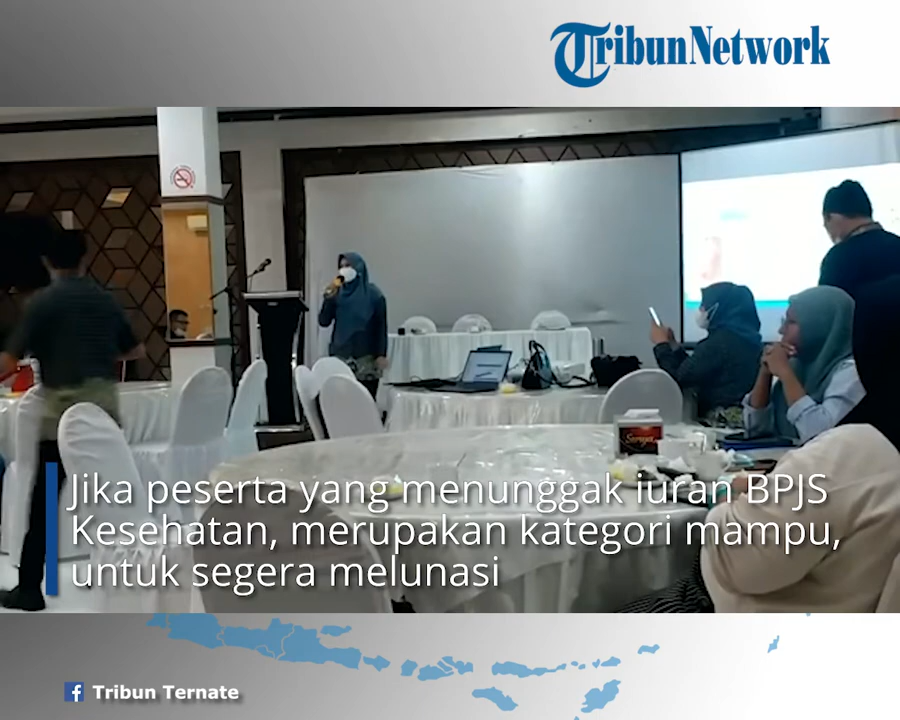 TribunNetwork
Jika peserta yang menunggak iuran BPJS
Kesehatan, merupakan kategori mampu,
untuk segera melunasi
Tribun Ternate